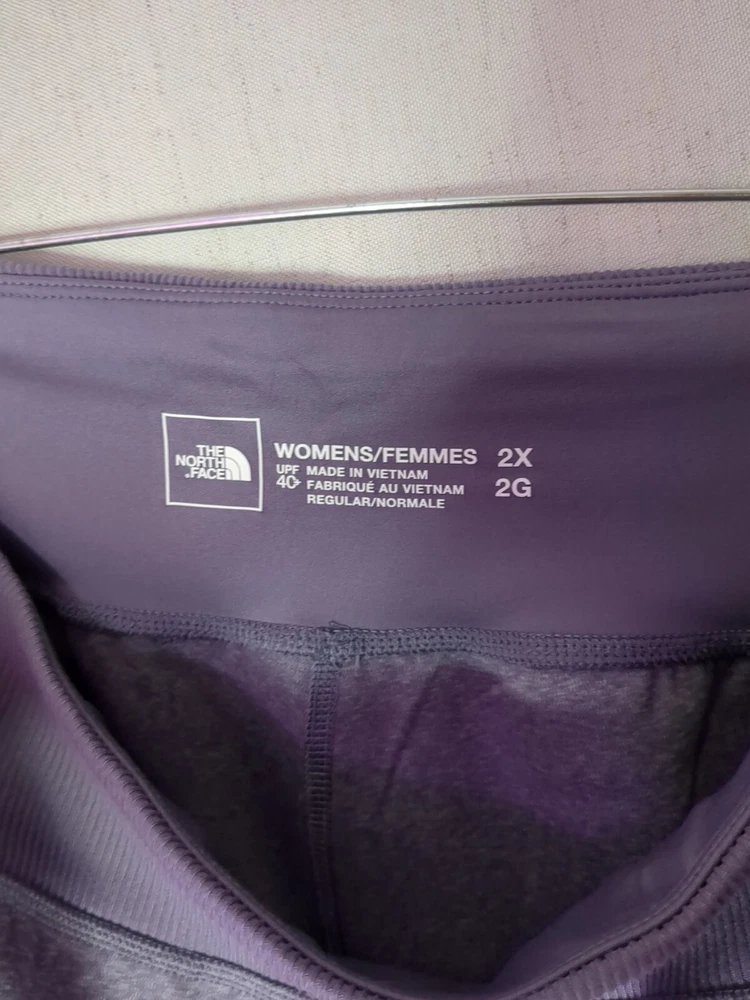 THE
NORTH
FACE
WOMENS/FEMMES 2X
UPF MADE IN VIETNAM
40+ FABRIQUÉ AU VIETNAM 2G
REGULAR/NORMALE